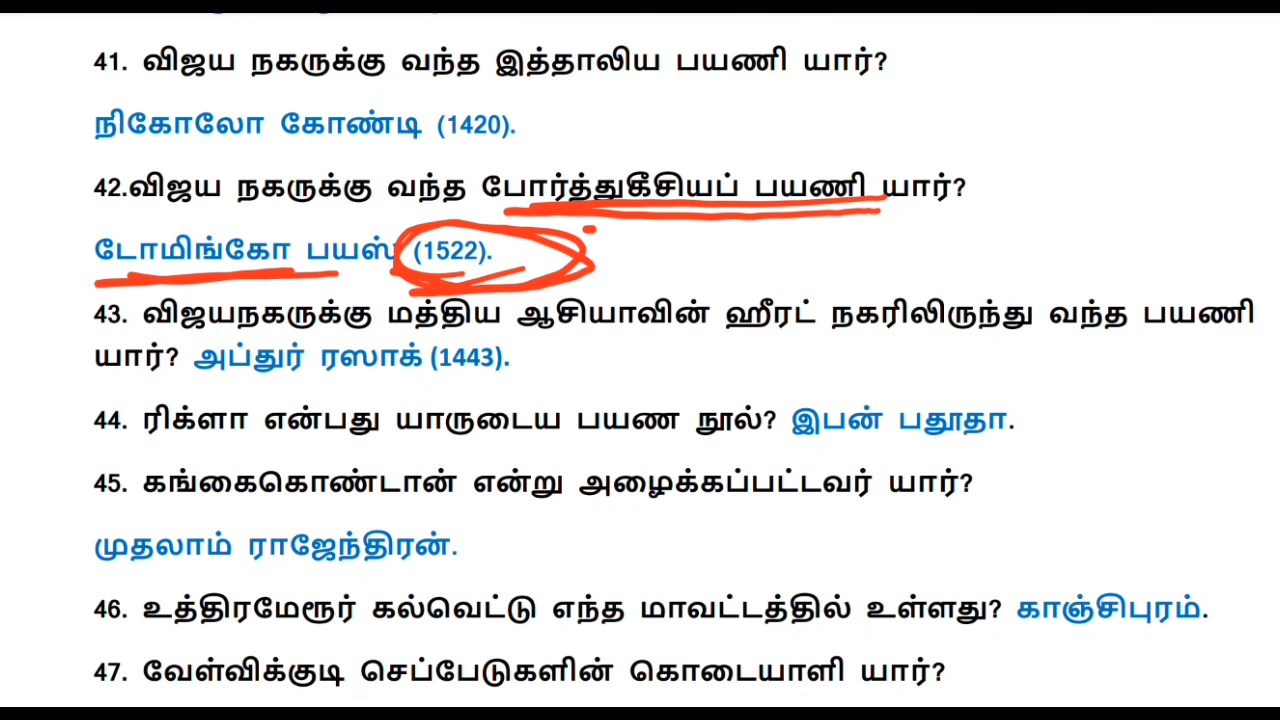 41. விஜய நகருக்கு வந்த இத்தாலிய பயணி யார்?
நிகோலோ கோண்டி (1420).
42.விஜய நகருக்கு வந்த போர்த்துகீசியப் பயணி யார்?
டோமிங்கோ பயஸ் (1522).
43. விஜயநகருக்கு மத்திய ஆசியாவின் ஹீரட் நகரிலிருந்து வந்த பயணி
யார்? அப்துர் ரஸாக் (1443).
44. ரிக்ளா என்பது யாருடைய பயண நூல்? இபன் பதூதா.
45. கங்கைகொண்டான் என்று அழைக்கப்பட்டவர் யார்?
முதலாம் ராஜேந்திரன்.
46. உத்திரமேரூர் கல்வெட்டு எந்த மாவட்டத்தில் உள்ளது? காஞ்சிபுரம்.
47. வேள்விக்குடி செப்பேடுகளின் கொடையாளி யார்?